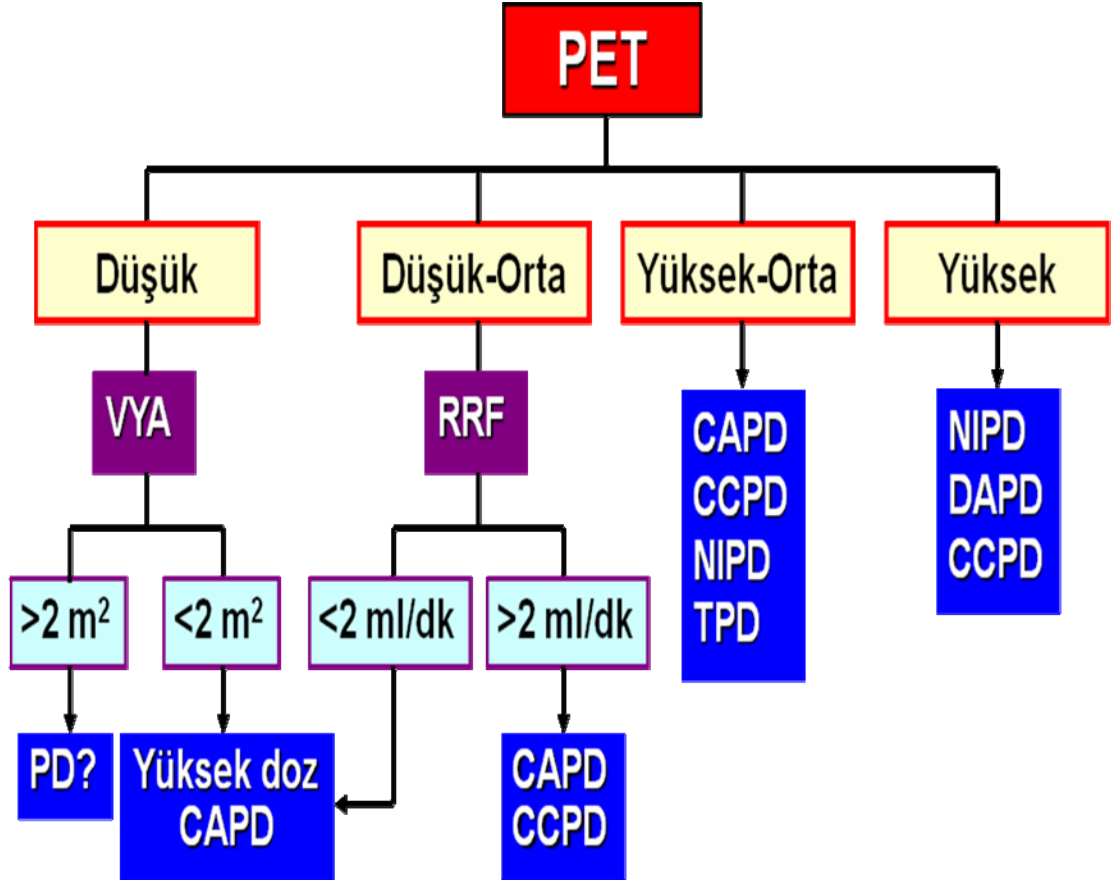 PET
Düşük
Düşük-Orta
Yüksek-Orta
Yüksek
VYA
RRF
CAPD
CCPD
NIPD
TPD
NIPD
DAPD
CCPD
>2 m²
<2 m²
<2 ml/dk
>2 ml/dk
PD?
Yüksek doz
CAPD
CAPD
CCPD